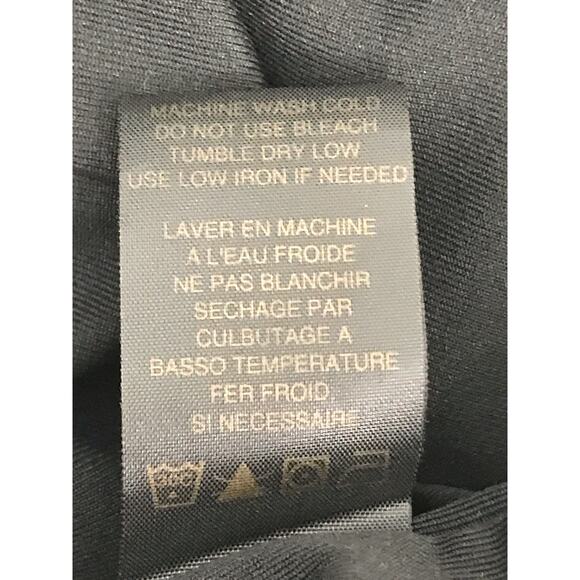 MACHINE WASH COLD
DO NOT USE BLEACH
TUMBLE DRY LOW
USE LOW IRON IF NEEDED
LAVER EN MACHINE
A L'EAU FROIDE
NE PAS BLANCHIR
SECHAGE PAR
CULBUTAGE A
BASSO TEMPERATURE
FER FROID
SI NECESSAIRE